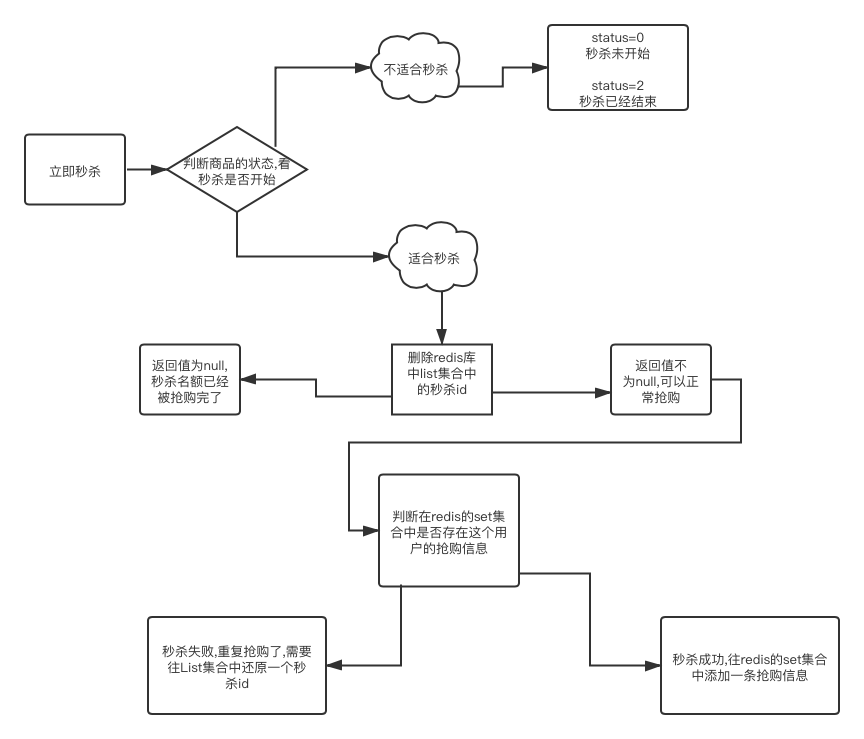 不适合秒杀
status=0
秒杀未开始
status=2
秒杀已经结束
立即秒杀
判断商品的状态,看
秒杀是否开始
适合秒杀
返回值为null,
秒杀名额已经
被抢购完了
删除redis库
中list集合中
的秒杀id
返回值不
为null,可以正
常抢购
判断在redis的set集
合中是否存在这个用
户的抢购信息
秒杀失败,重复抢购了,需要
往List集合中还原一个秒
杀id
秒杀成功,往redis的set集合
中添加一条抢购信息